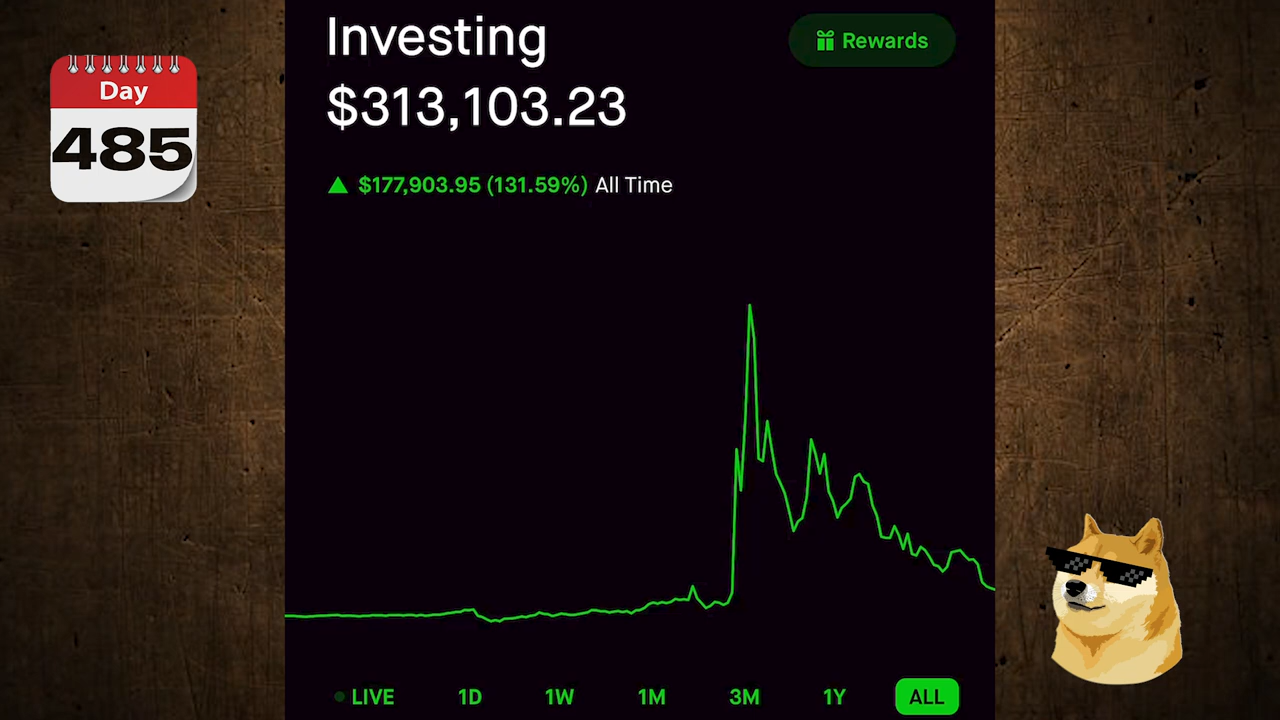 Day
485
Investing
Rewards
$313,103.23
$177,903.95 (131.59%) All Time
LIVE 1D 1W 1M 3M 1Y ALL